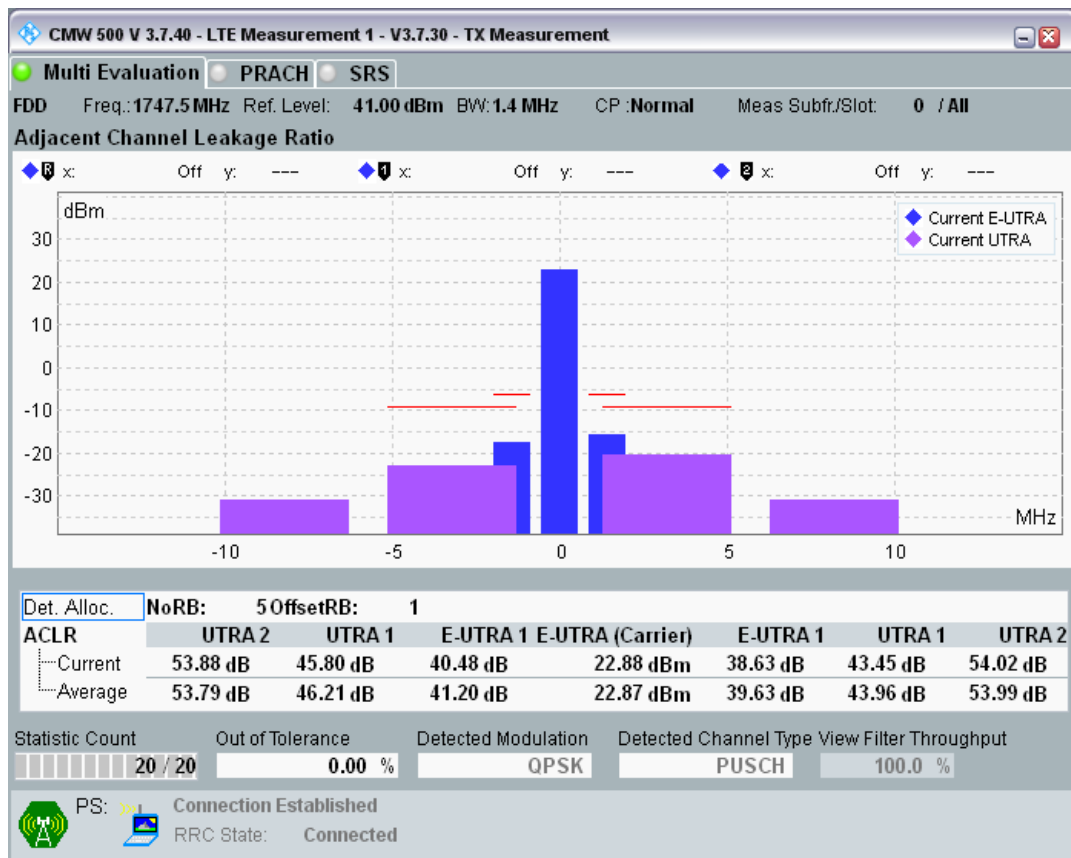 CMW 500 V 3.7.40 - LTE Measurement 1 - V3.7.30 - TX Measurement
Multi Evaluation PRACH SRS
FDD Freq.: 1747.5 MHz Ref. Level: 41.00 dBm BW: 1.4 MHz CP :Normal Meas Subfr./Slot: 0 / All
Adjacent Channel Leakage Ratio
R x: Off y: --- 1 x: Off y: --- 2 x: Off y: ---
dBm
Current E-UTRA
Current UTRA
30
20
10
0
-10
-20
-30
MHz
-10 -5 0 5 10
Det. Alloc. NoRB: 5 OffsetRB: 1
ACLR UTRA 2 UTRA 1 E-UTRA 1 E-UTRA (Carrier) E-UTRA 1 UTRA 1 UTRA 2
Current 53.88 dB 45.80 dB 40.48 dB 22.88 dBm 38.63 dB 43.45 dB 54.02 dB
Average 53.79 dB 46.21 dB 41.20 dB 22.87 dBm 39.63 dB 43.96 dB 53.99 dB
Statistic Count Out of Tolerance Detected Modulation Detected Channel Type View Filter Throughput
20 / 20 0.00 % QPSK PUSCH 100.0 %
PS: Connection Established
RRC State: Connected